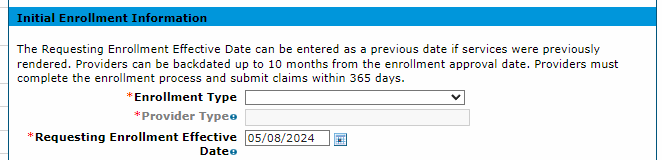 Initial Enrollment Information
The Requesting Enrollment Effective Date can be entered as a previous date if services were previously
rendered. Providers can be backdated up to 10 months from the enrollment approval date. Providers must
complete the enrollment process and submit claims within 365 days.
*Enrollment Type
*Provider Type
*Requesting Enrollment Effective 05/08/2024
Date